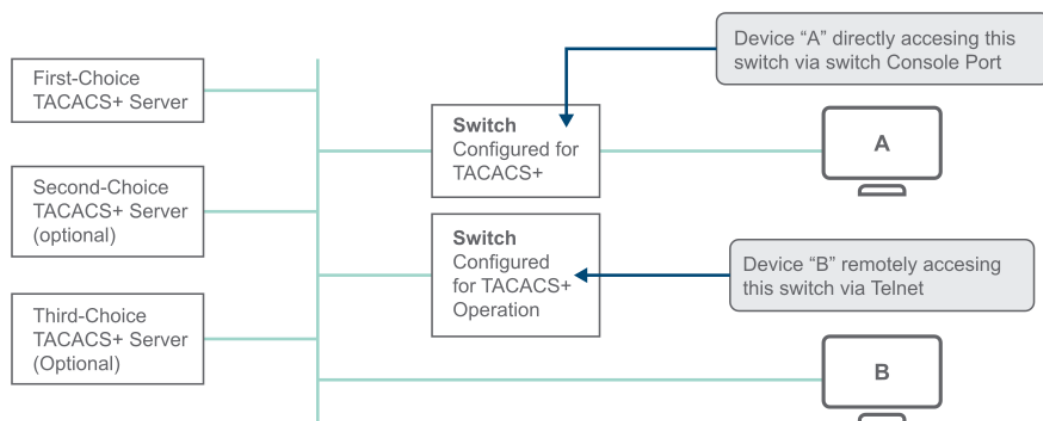 First-Choice
TACACS+ Server
Second-Choice
TACACS+ Server
(optional)
Third-Choice
TACACS+ Server
(Optional)
Switch
Configured for
TACACS+
Switch
Configured
for TACACS+
Operation
Device “A” directly accesing this
switch via switch Console Port
A
Device “B” remotely accesing
this switch via Telnet
B